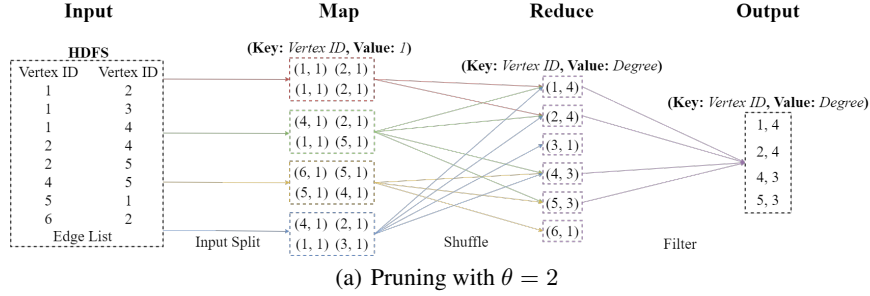 Input Map Reduce Output
HDFS
(Key: Vertex ID, Value: 1)
Vertex ID Vertex ID
1 2
1 3
1 4
2 4
2 5
4 5
5 1
6 2
Edge List
Input Split
(1, 1) (2, 1)
(1, 1) (2, 1)
(4, 1) (2, 1)
(1, 1) (5, 1)
(6, 1) (5, 1)
(5, 1) (4, 1)
(4, 1) (2, 1)
(1, 1) (3, 1)
Shuffle
(Key: Vertex ID, Value: Degree)
(1, 4)
(2, 4)
(3, 1)
(4, 3)
(5, 3)
(6, 1)
Filter
(Key: Vertex ID, Value: Degree)
1, 4
2, 4
4, 3
5, 3
(a) Pruning with θ = 2